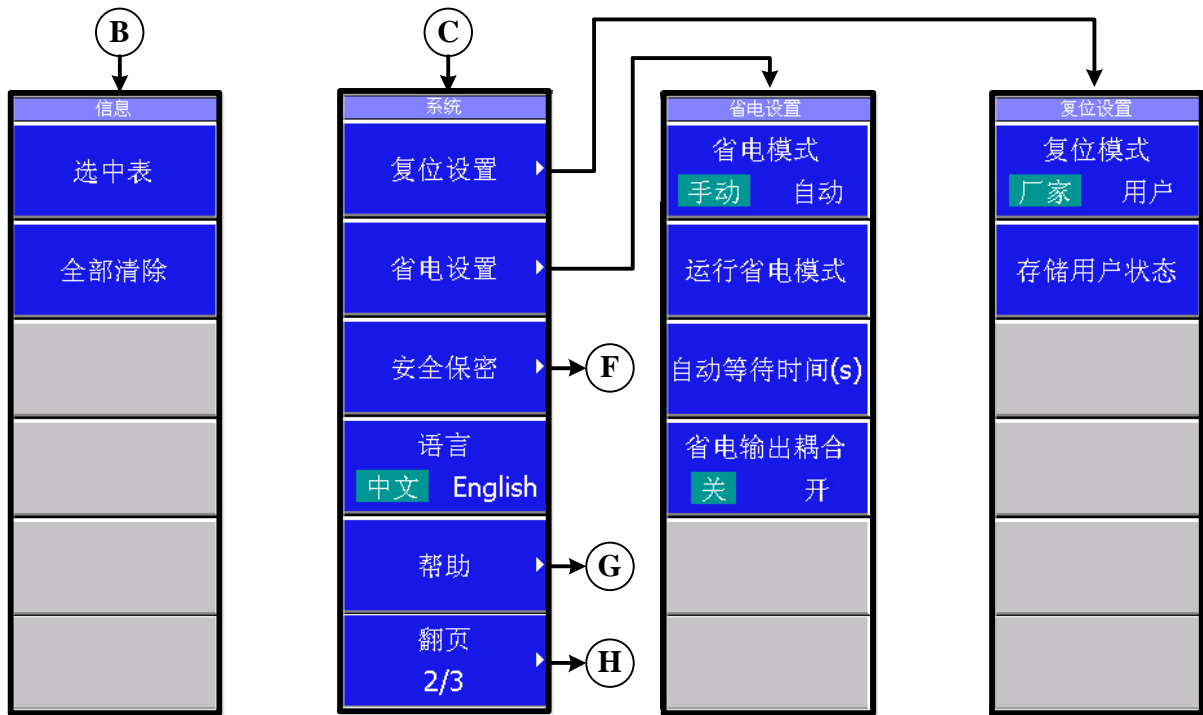 B
信息
选中表
全部清除
C
系统
复位设置
省电设置
安全保密
F
语言
中文 English
帮助
G
翻页
2/3
H
省电设置
省电模式
手动 自动
运行省电模式
自动等待时间(s)
省电输出耦合
关 开
复位设置
复位模式
厂家 用户
存储用户状态